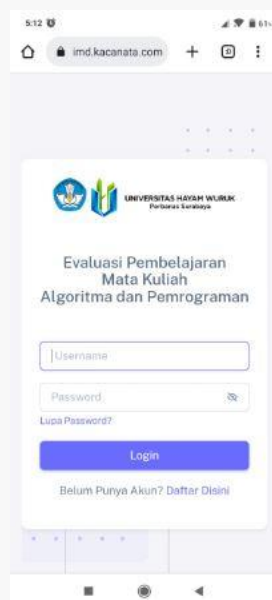 5:12
61%
imd.kacanata.com
UNIVERSITAS HAYAM WURUK
Perbanas Surabaya
Evaluasi Pembelajaran
Mata Kuliah
Algoritma dan Pemrograman
Username
Password
Lupa Password?
Login
Belum Punya Akun? Daftar Disini